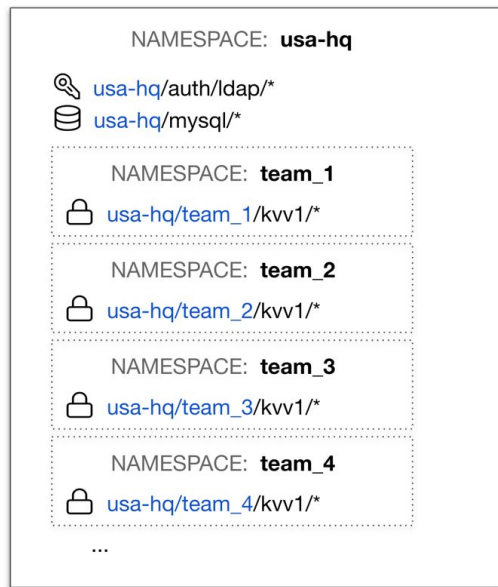 NAMESPACE: usa-hq
usa-hq/auth/ldap/*
usa-hq/mysql/*
NAMESPACE: team_1
usa-hq/team_1/kvv1/*
NAMESPACE: team_2
usa-hq/team_2/kvv1/*
NAMESPACE: team_3
usa-hq/team_3/kvv1/*
NAMESPACE: team_4
usa-hq/team_4/kvv1/*
...